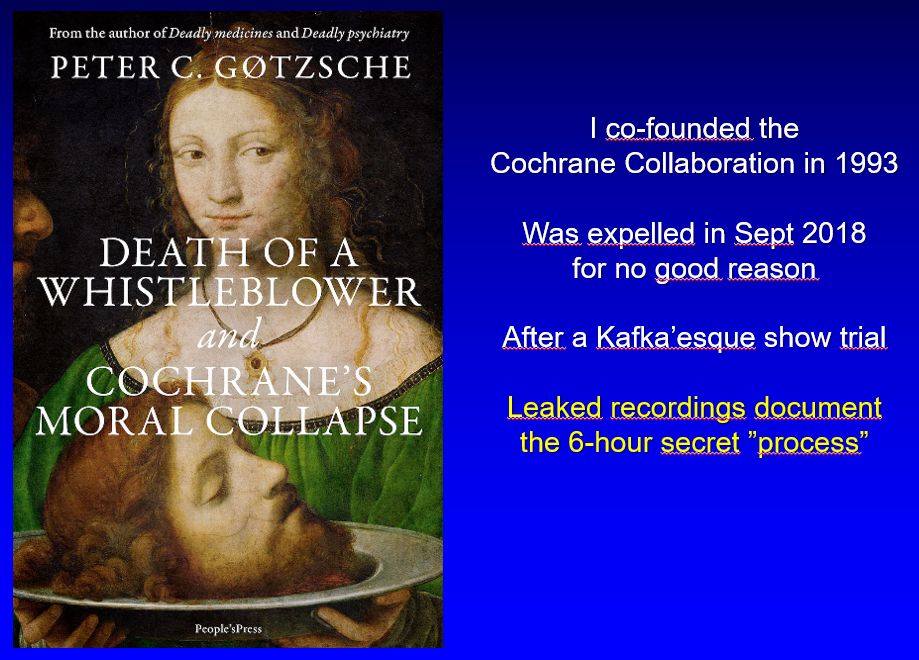 From the author of Deadly medicines and Deadly psychiatry
PETER C. GØTZSCHE
DEATH OF A
WHISTLEBLOWER
and
COCHRANE'S
MORAL COLLAPSE
People'sPress
I co-founded the
Cochrane Collaboration in 1993
Was expelled in Sept 2018
for no good reason
After a Kafka'esque show trial
Leaked recordings document
the 6-hour secret ”process”